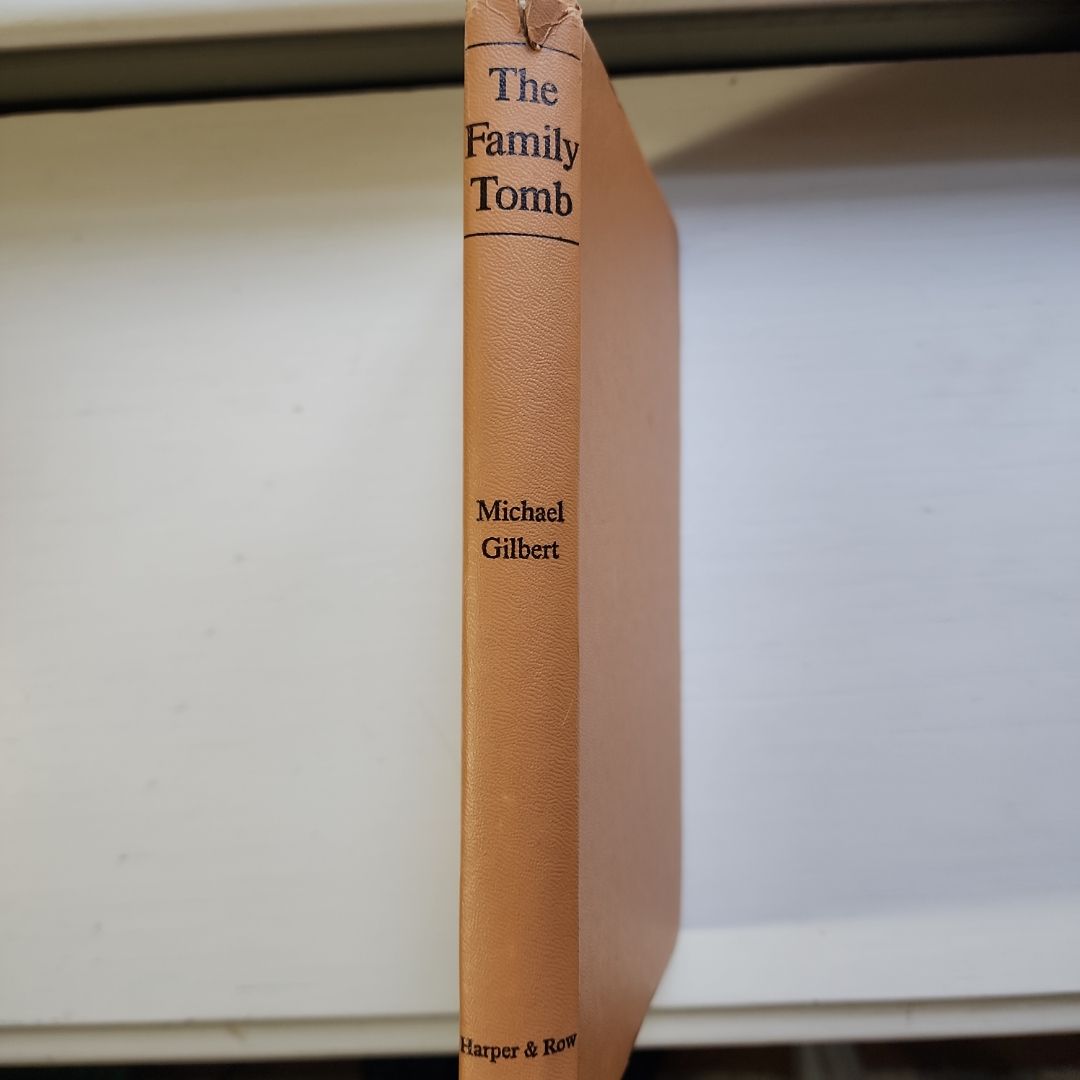 The
Family
Tomb
Michael
Gilbert
Harper & Row